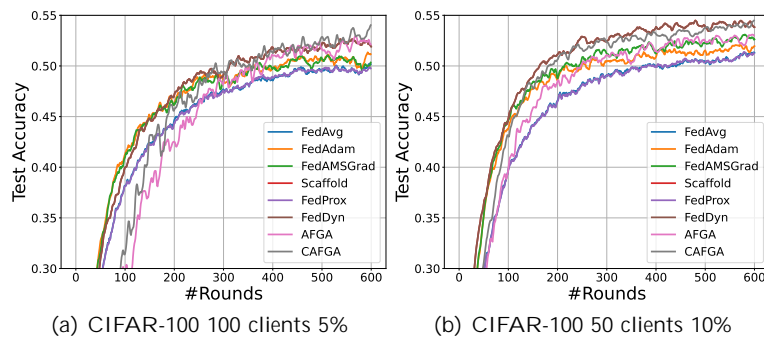 0.55
0.50
0.45
0.40
0.35
0.30
Test Accuracy
FedAvg
FedAdam
FedAMSGrad
Scaffold
FedProx
FedDyn
AFGA
CAFGA
0 100 200 300 400 500 600
#Rounds
(a) CIFAR-100 100 clients 5%
0.55
0.50
0.45
0.40
0.35
0.30
Test Accuracy
FedAvg
FedAdam
FedAMSGrad
Scaffold
FedProx
FedDyn
AFGA
CAFGA
0 100 200 300 400 500 600
#Rounds
(b) CIFAR-100 50 clients 10%